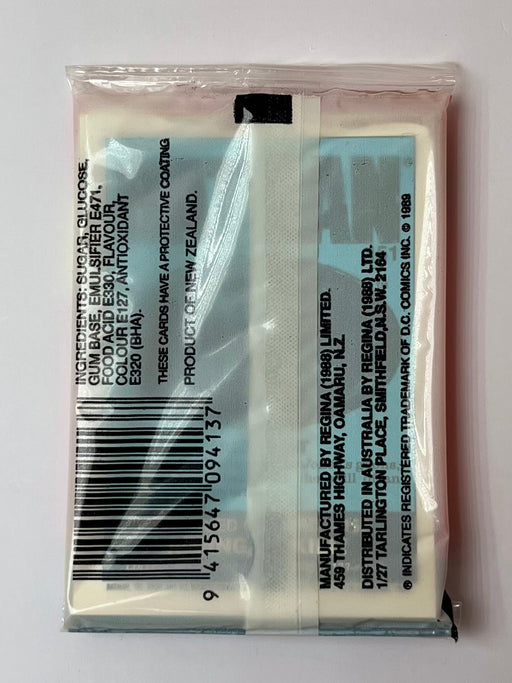 INGREDIENTS: SUGAR, GLUCOSE,
GUM BASE, EMULSIFIER E471,
FOOD ACID E330, FLAVOUR,
COLOUR E127, ANTIOXIDANT
E320 (BHA).
THESE CARDS HAVE A PROTECTIVE COATING
PRODUCT OF NEW ZEALAND.
9 415647 094137
MANUFACTURED BY REGINA (1988) LIMITED.
459 THAMES HIGHWAY, OAMARU, N.Z.
DISTRIBUTED IN AUSTRALIA BY REGINA (1988) LTD.
1/27 TARLINGTON PLACE, SMITHFIELD, N.S.W. 2164
® INDICATES REGISTERED TRADEMARK OF D.C. COMICS INC. © 1989